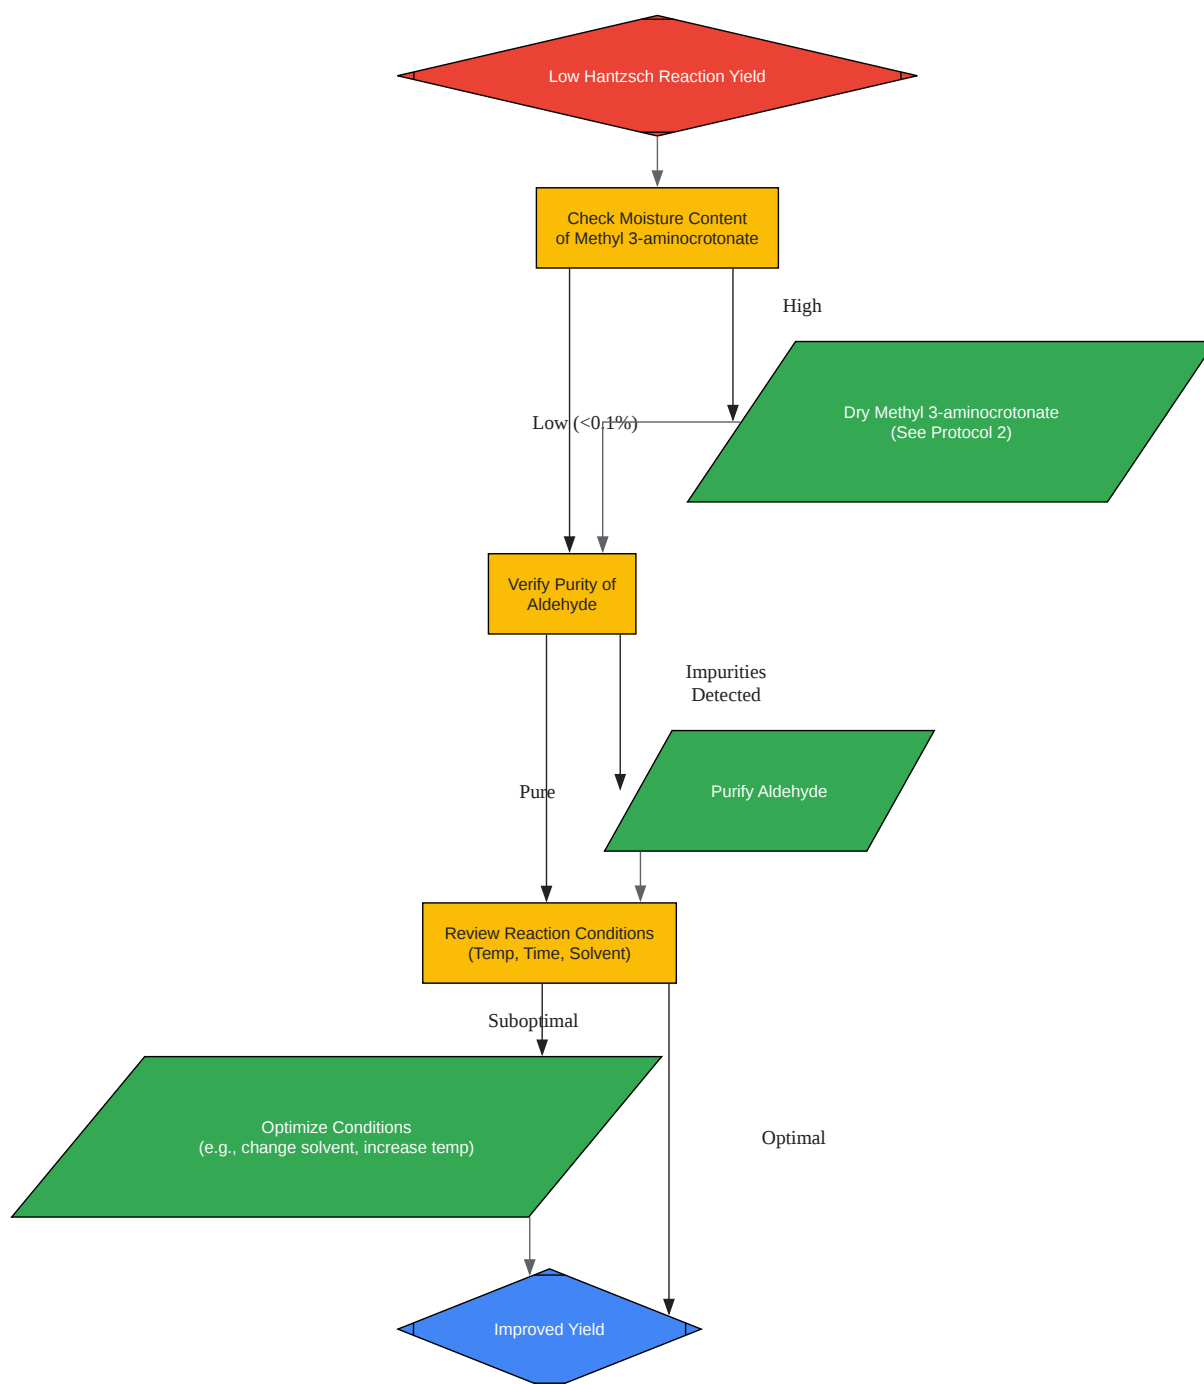 Low Hantzsch Reaction Yield
Check Moisture Content
of Methyl 3-aminocrotonate
High
Dry Methyl 3-aminocrotonate
(See Protocol 2)
Low (<0.1%)
Verify Purity of
Aldehyde
Impurities
Detected
Pure
Purify Aldehyde
Review Reaction Conditions
(Temp, Time, Solvent)
Suboptimal
Optimize Conditions
(e.g., change solvent, increase temp)
Optimal
Improved Yield